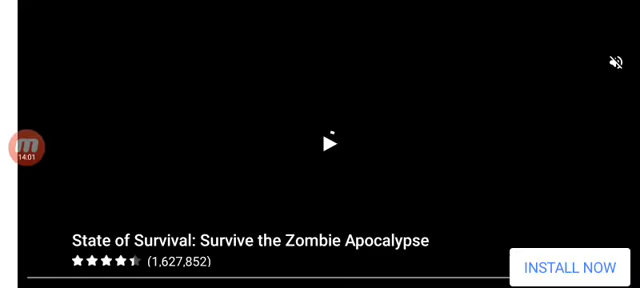 14:01
State of Survival: Survive the Zombie Apocalypse
(1,627,852)
INSTALL NOW